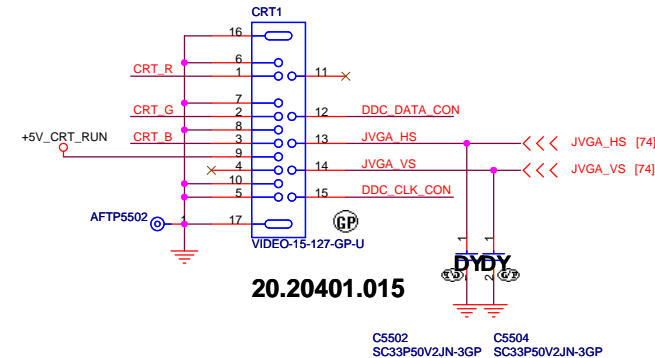 CRT1
16
6
CRT_R
1
11
7
CRT_G
2
12
DDC_DATA_CON
8
+5V_CRT_RUN
CRT_B
3
13
JVGA_HS
JVGA_HS [74]
9
4
14
JVGA_VS
JVGA_VS [74]
10
5
15
DDC_CLK_CON
AFTP5502
1
17
GP
VIDEO-15-127-GP-U
1
1
DY
DY
2
20.20401.015
C5502
SC33P50V2JN-3GP
C5504
SC33P50V2JN-3GP